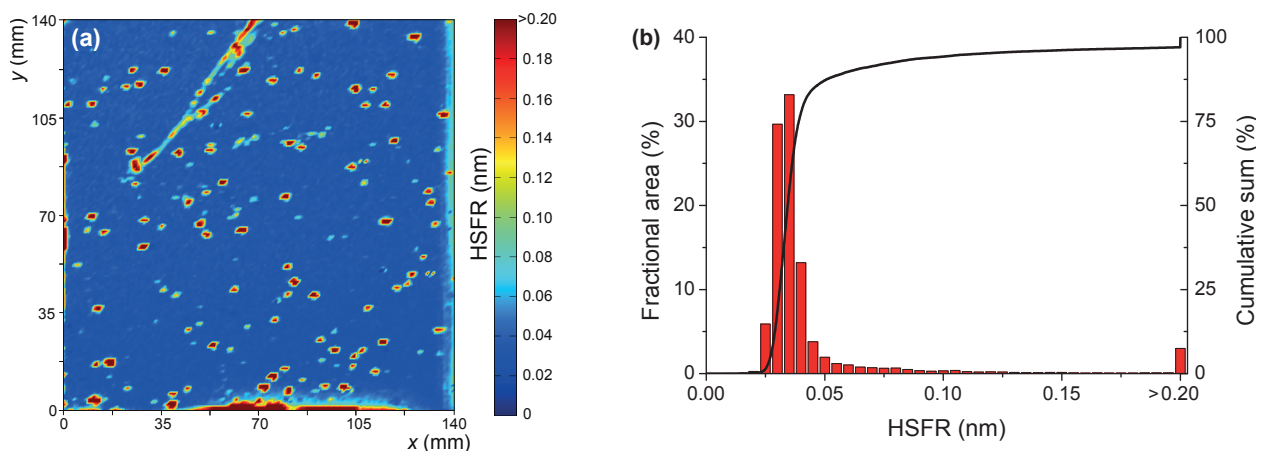 (a)
y (mm)
140
105
70
35
0
0 35 70 105 140
x (mm)
HSFR (nm)
>0.20
0.18
0.16
0.14
0.12
0.10
0.08
0.06
0.04
0.02
0
(b)
Fractional area (%)
40
30
20
10
0
0.00 0.05 0.10 0.15 >0.20
HSFR (nm)
100
75
50
25
0
Cumulative sum (%)